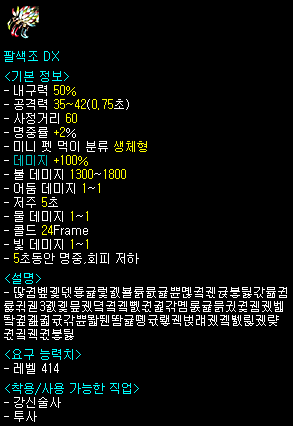 팔색조 DX
<기본 정보>
- 내구력 50%
- 공격력 35~42(0,75초)
- 사정거리 60
- 명중률 +2%
- 미니 펫 먹이 분류 생체형
- 데미지 +100%
- 불 데미지 1300~1800
- 어둠 데미지 1~1
- 저주 5초
- 물 데미지 1~1
- 콜드 24Frame
- 빛 데미지 1~1
- 5초동안 명중,회피 저하
<설명>
<요구 능력치>
- 레벨 414
<착용/사용 가능한 직업>
- 강신술사
- 투사